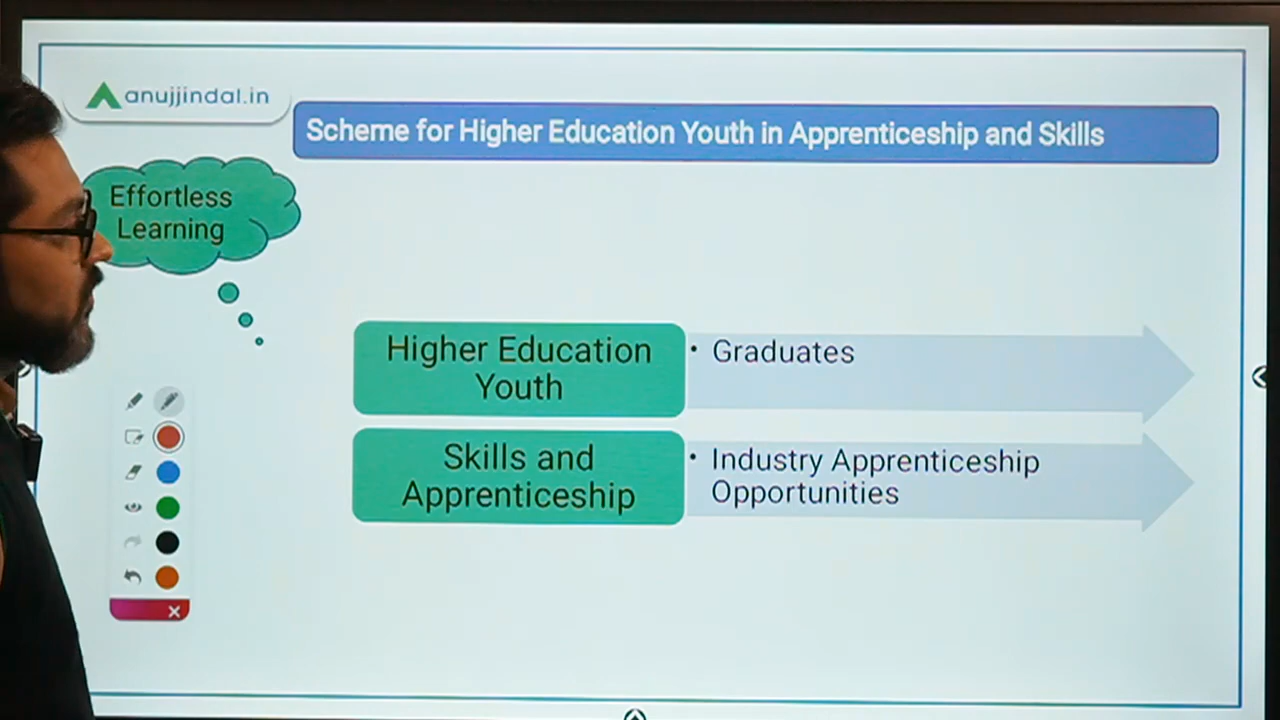 anujjindal.in
Scheme for Higher Education Youth in Apprenticeship and Skills
Effortless
Learning
Higher Education
Youth
• Graduates
Skills and
Apprenticeship
• Industry Apprenticeship
Opportunities